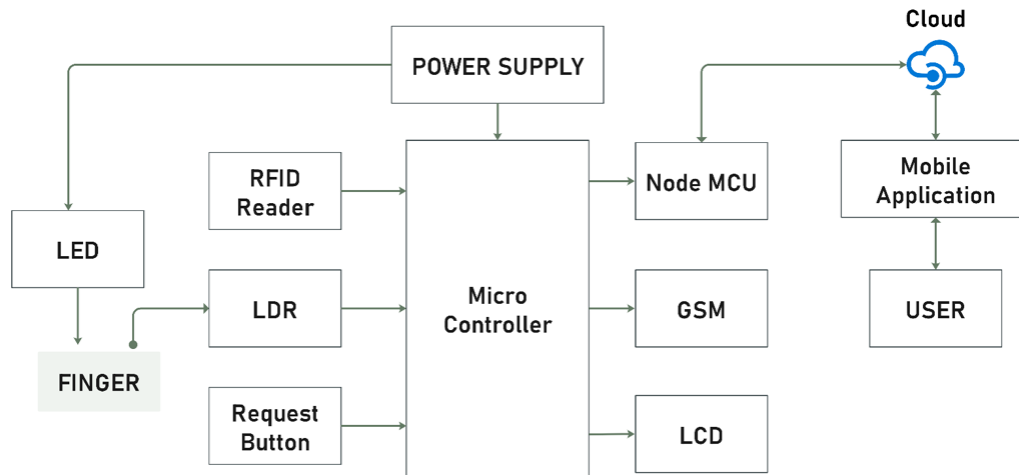 Cloud
POWER SUPPLY
RFID
Reader
Node MCU
Mobile
Application
LED
LDR
Micro
Controller
GSM
USER
FINGER
Request
Button
LCD